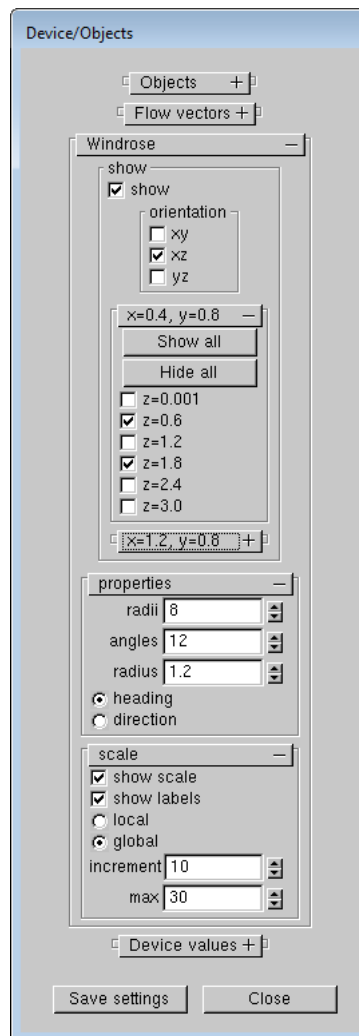 Device/Objects
Objects +
Flow vectors +
Windrose −
show
show
orientation
xy
xz
yz
x=0.4, y=0.8 −
Show all
Hide all
z=0.001
z=0.6
z=1.2
z=1.8
z=2.4
z=3.0
x=1.2, y=0.8 +
properties −
radii 8
angles 12
radius 1.2
heading
direction
scale −
show scale
show labels
local
global
increment 10
max 30
Device values +
Save settings Close